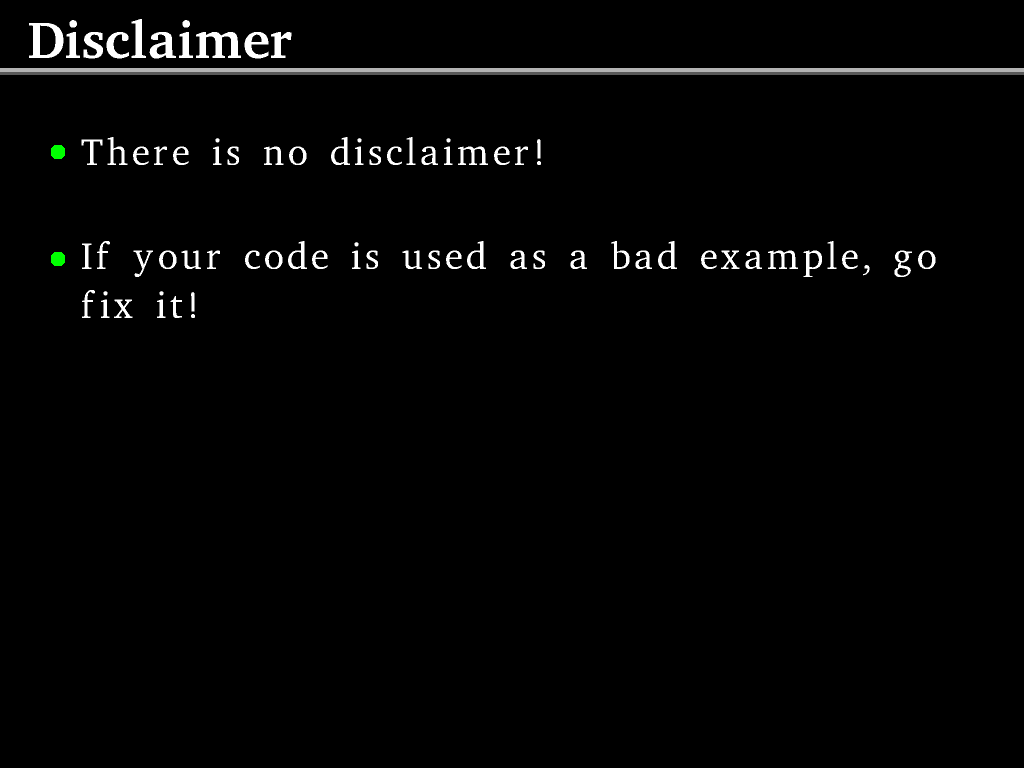 Disclaimer
There is no disclaimer!
If your code is used as a bad example, go
fix it!